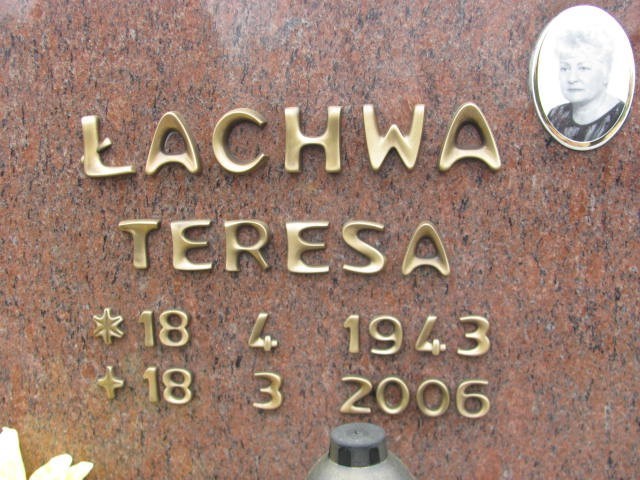 ŁACHWA
TERESA
* 18 4 1943
+ 18 3 2006